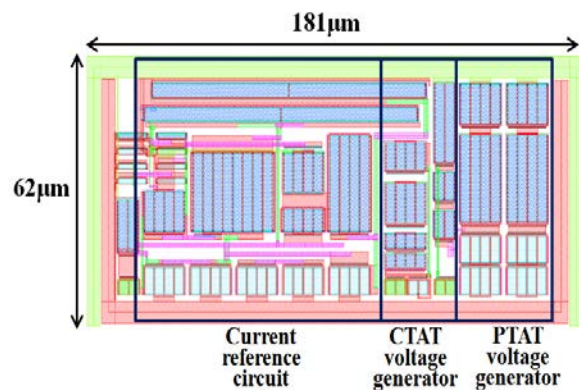 181μm
62μm
Current
reference
circuit
CTAT
voltage
generator
PTAT
voltage
generator